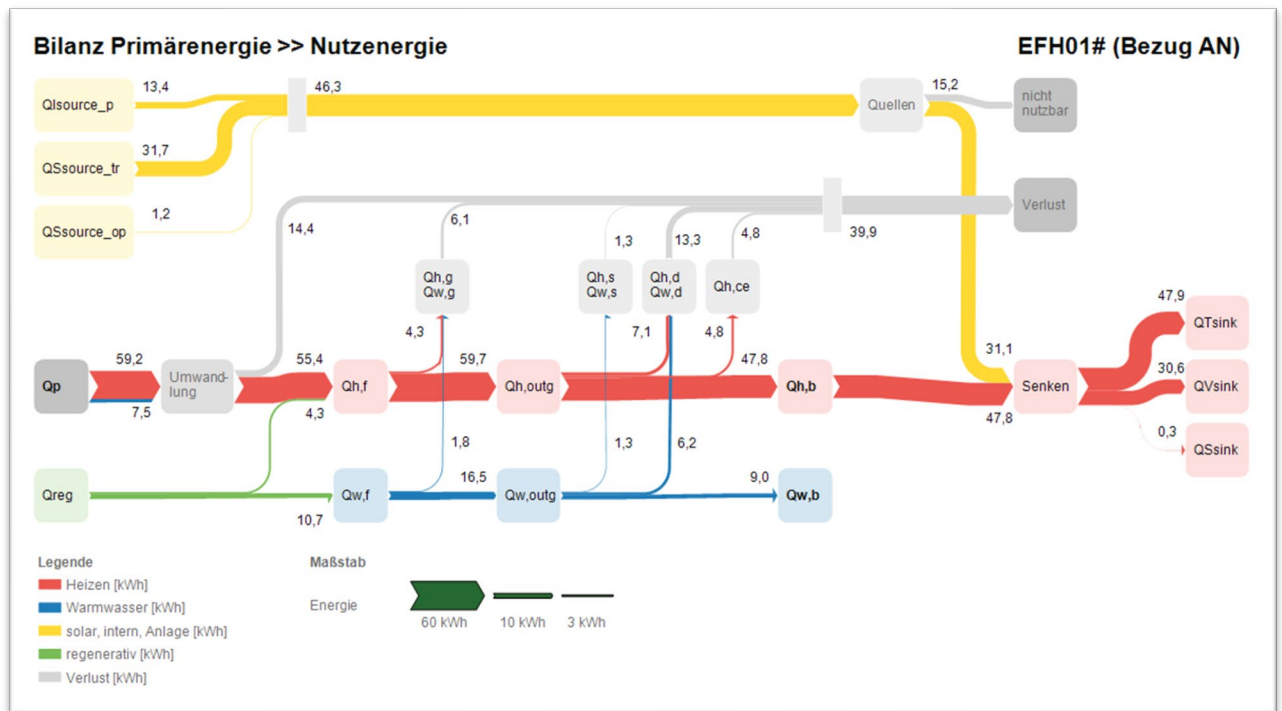 Bilanz Primärenergie >> Nutzenergie
EFH01# (Bezug AN)
QIsource_p
13,4
46,3
Quellen
15,2
nicht
nutzbar
QSsource_tr
31,7
QSsource_op
1,2
14,4
6,1
1,3
13,3
4,8
39,9
Verlust
Qh,g
Qw,g
Qh,s
Qw,s
Qh,d
Qw,d
Qh,ce
4,3
7,1
4,8
47,9
QTsink
Qp
59,2
7,5
Umwand-
lung
55,4
4,3
Qh,f
59,7
Qh,outg
47,8
Qh,b
31,1
47,8
Senken
30,6
QVsink
0,3
QSsink
1,8
1,3
6,2
Qreg
10,7
Qw,f
16,5
Qw,outg
9,0
Qw,b
Legende
Heizen [kWh]
Warmwasser [kWh]
solar, intern, Anlage [kWh]
regenerativ [kWh]
Verlust [kWh]
Maßstab
Energie
60 kWh
10 kWh
3 kWh